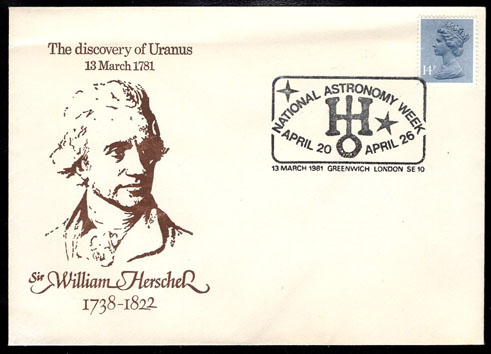 The discovery of Uranus
13 March 1781
Sir William Herschel
1738-1822
14P
NATIONAL ASTRONOMY WEEK
APRIL 20 APRIL 26
13 MARCH 1981 GREENWICH LONDON SE 10